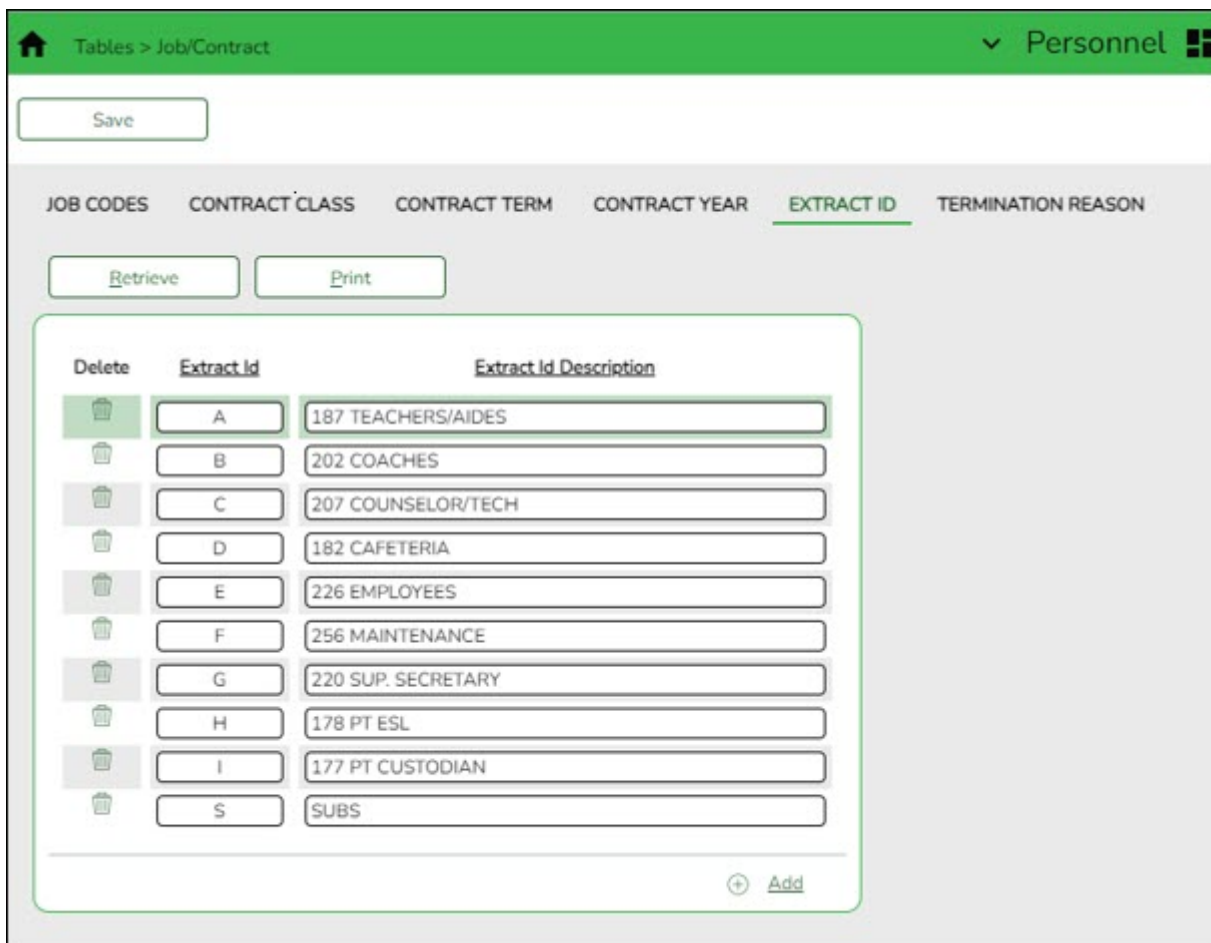 Tables > Job/Contract Personnel
Save
JOB CODES CONTRACT CLASS CONTRACT TERM CONTRACT YEAR EXTRACT ID TERMINATION REASON
Retrieve Print
Delete Extract Id Extract Id Description
A 187 TEACHERS/AIDES
B 202 COACHES
C 207 COUNSELOR/TECH
D 182 CAFETERIA
E 226 EMPLOYEES
F 256 MAINTENANCE
G 220 SUP. SECRETARY
H 178 PT ESL
I 177 PT CUSTODIAN
S SUBS
Add